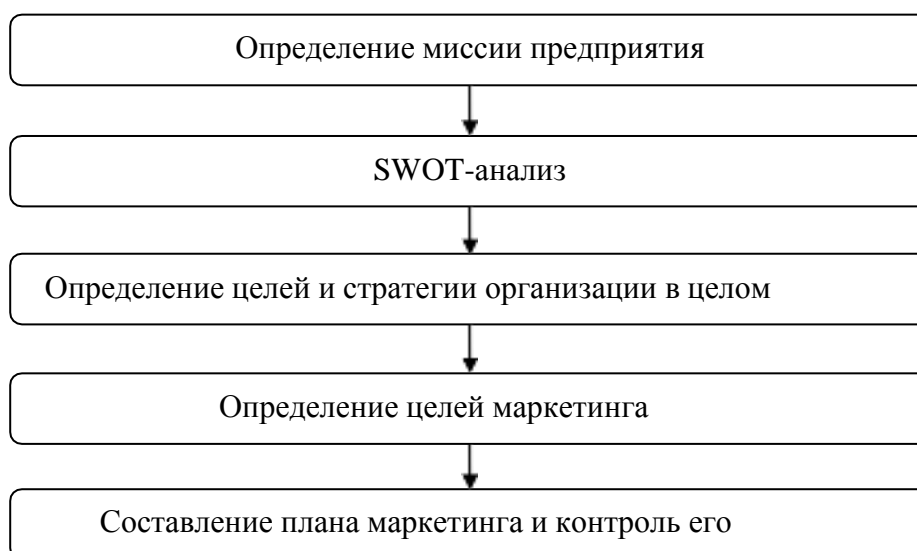 Определение миссии предприятия
SWOT-анализ
Определение целей и стратегии организации в целом
Определение целей маркетинга
Составление плана маркетинга и контроль его